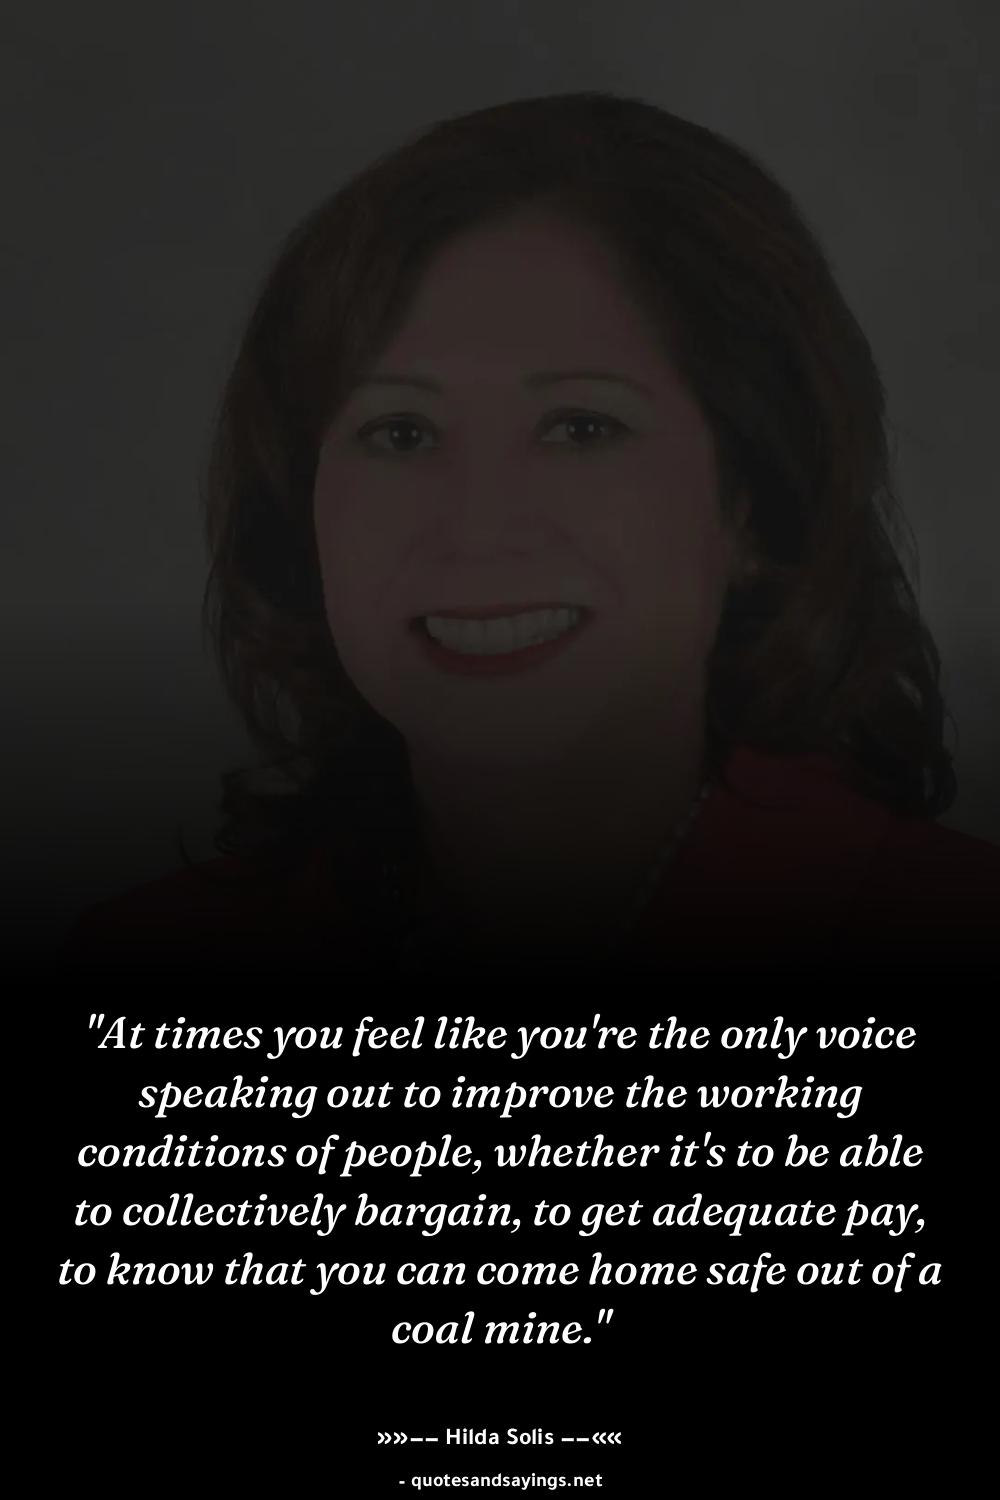 "At times you feel like you're the only voice
speaking out to improve the working
conditions of people, whether it's to be able
to collectively bargain, to get adequate pay,
to know that you can come home safe out of a
coal mine."
»»−− Hilda Solis −−««
- quotesandsayings.net